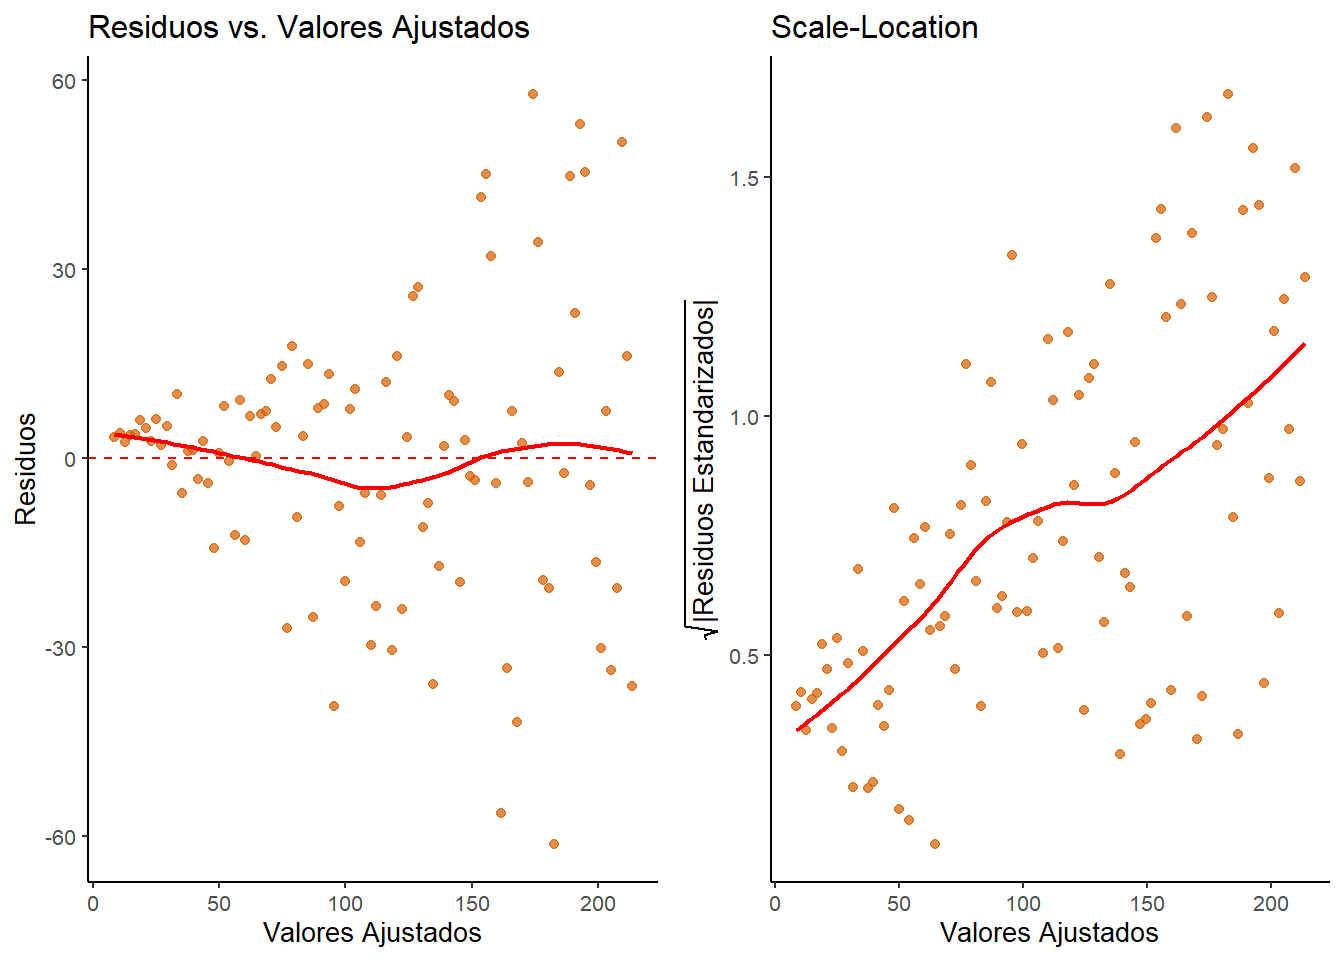 Residuos vs. Valores Ajustados
60
30
0
-30
-60
Residuos
0 50 100 150 200
Valores Ajustados
Scale-Location
1.5
1.0
0.5
√|Residuos Estandarizados|
0 50 100 150 200
Valores Ajustados